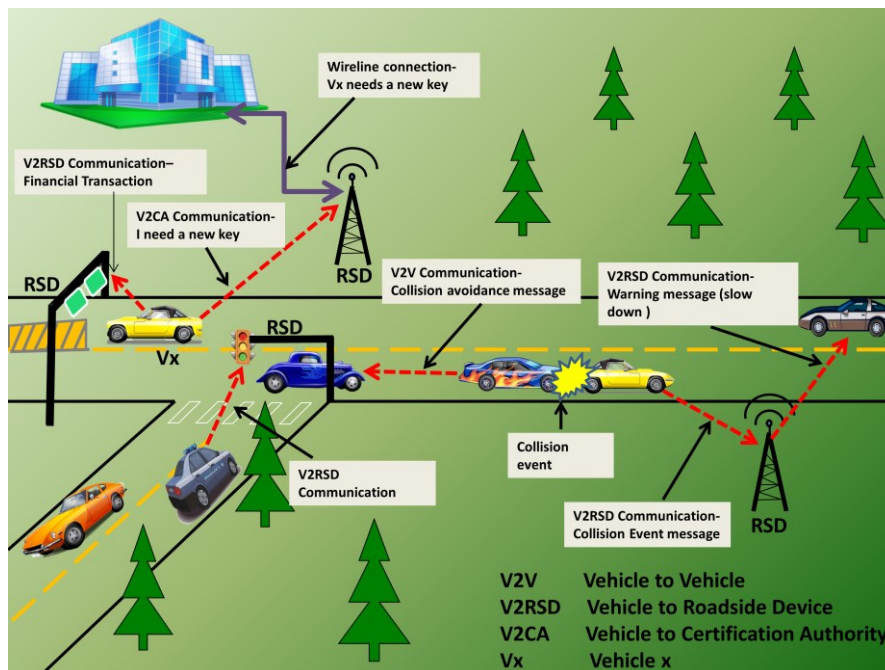 Wireline connection-
Vx needs a new key
V2RSD Communication–
Financial Transaction
V2CA Communication-
I need a new key
RSD
RSD
V2V Communication-
Collision avoidance message
V2RSD Communication-
Warning message (slow
down )
Vx
RSD
Collision
event
V2RSD
Communication
V2RSD Communication-
Collision Event message
RSD
V2V Vehicle to Vehicle
V2RSD Vehicle to Roadside Device
V2CA Vehicle to Certification Authority
Vx Vehicle x